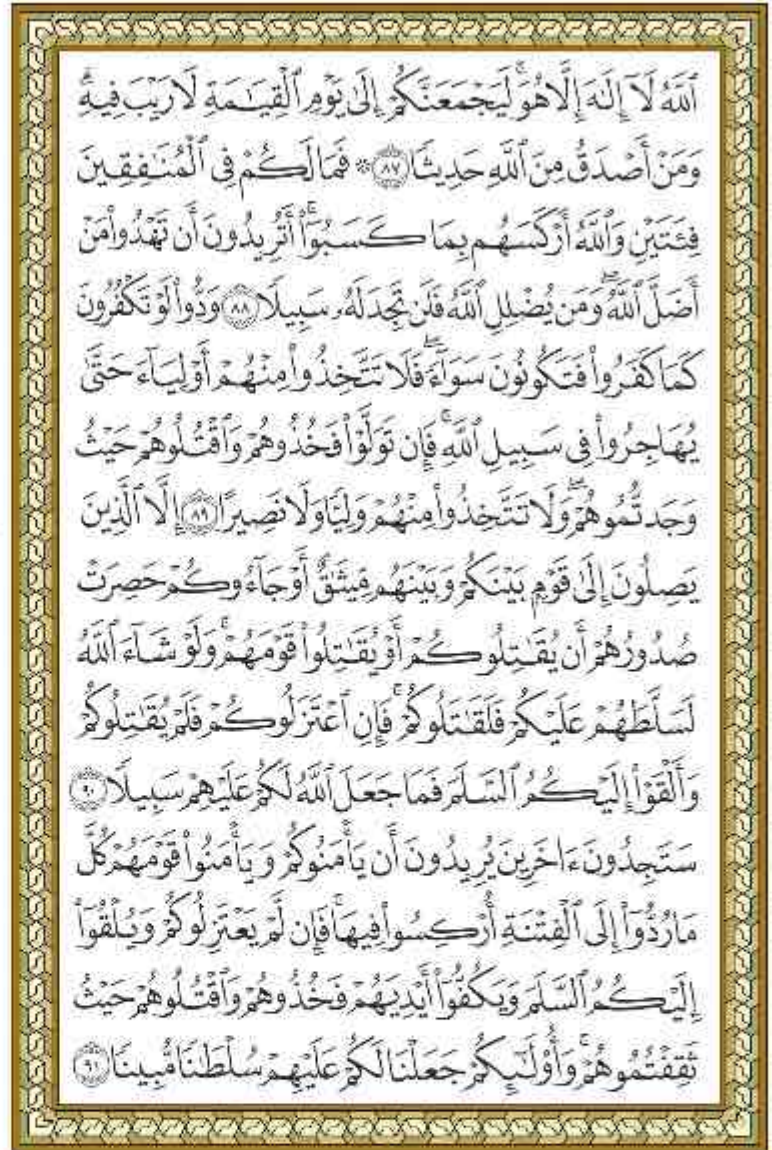 ٱللَّهُ لَآ إِلَٰهَ إِلَّا هُوَۚ لَيَجۡمَعَنَّكُمۡ إِلَىٰ يَوۡمِ ٱلۡقِيَٰمَةِ لَا رَيۡبَ فِيهِۗ
وَمَنۡ أَصۡدَقُ مِنَ ٱللَّهِ حَدِيثٗا ٨٧ ۞ فَمَا لَكُمۡ فِي ٱلۡمُنَٰفِقِينَ
فِئَتَيۡنِ وَٱللَّهُ أَرۡكَسَهُم بِمَا كَسَبُوٓاْۚ أَتُرِيدُونَ أَن تَهۡدُواْ مَنۡ
أَضَلَّ ٱللَّهُۖ وَمَن يُضۡلِلِ ٱللَّهُ فَلَن تَجِدَ لَهُۥ سَبِيلٗا ٨٨ وَدُّواْ لَوۡ تَكۡفُرُونَ
كَمَا كَفَرُواْ فَتَكُونُونَ سَوَآءٗۖ فَلَا تَتَّخِذُواْ مِنۡهُمۡ أَوۡلِيَآءَ حَتَّىٰ
يُهَاجِرُواْ فِي سَبِيلِ ٱللَّهِۚ فَإِن تَوَلَّوۡاْ فَخُذُوهُمۡ وَٱقۡتُلُوهُمۡ حَيۡثُ
وَجَدتُّمُوهُمۡۖ وَلَا تَتَّخِذُواْ مِنۡهُمۡ وَلِيّٗا وَلَا نَصِيرًا ٨٩ إِلَّا ٱلَّذِينَ
يَصِلُونَ إِلَىٰ قَوۡمِۭ بَيۡنَكُمۡ وَبَيۡنَهُم مِّيثَٰقٌ أَوۡ جَآءُوكُمۡ حَصِرَتۡ
صُدُورُهُمۡ أَن يُقَٰتِلُوكُمۡ أَوۡ يُقَٰتِلُواْ قَوۡمَهُمۡۚ وَلَوۡ شَآءَ ٱللَّهُ
لَسَلَّطَهُمۡ عَلَيۡكُمۡ فَلَقَٰتَلُوكُمۡۚ فَإِنِ ٱعۡتَزَلُوكُمۡ فَلَمۡ يُقَٰتِلُوكُمۡ
وَأَلۡقَوۡاْ إِلَيۡكُمُ ٱلسَّلَمَ فَمَا جَعَلَ ٱللَّهُ لَكُمۡ عَلَيۡهِمۡ سَبِيلٗا ٩٠
سَتَجِدُونَ ءَاخَرِينَ يُرِيدُونَ أَن يَأۡمَنُوكُمۡ وَيَأۡمَنُواْ قَوۡمَهُمۡ كُلَّ
مَا رُدُّوٓاْ إِلَى ٱلۡفِتۡنَةِ أُرۡكِسُواْ فِيهَاۚ فَإِن لَّمۡ يَعۡتَزِلُوكُمۡ وَيُلۡقُوٓاْ
إِلَيۡكُمُ ٱلسَّلَمَ وَيَكُفُّوٓاْ أَيۡدِيَهُمۡ فَخُذُوهُمۡ وَٱقۡتُلُوهُمۡ حَيۡثُ
ثَقِفۡتُمُوهُمۡۚ وَأُوْلَٰٓئِكُمۡ جَعَلۡنَا لَكُمۡ عَلَيۡهِمۡ سُلۡطَٰنٗا مُّبِينٗا ٩١